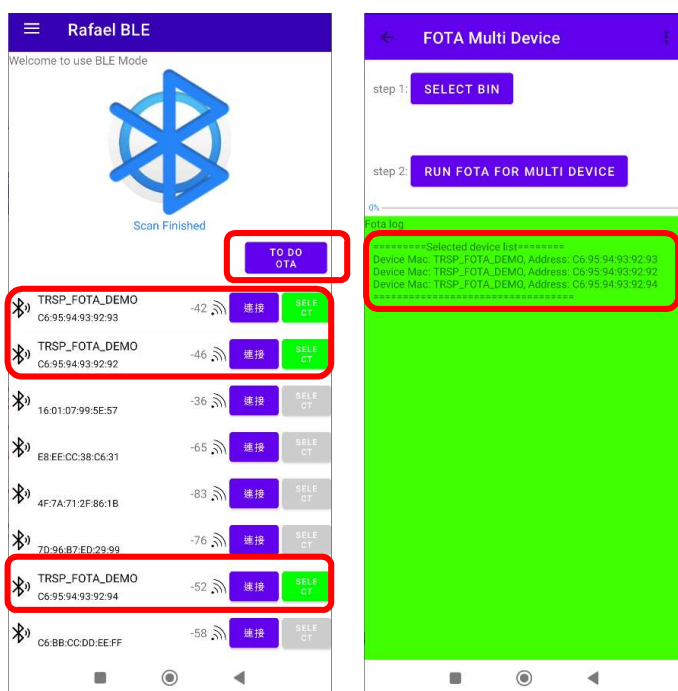 Rafael BLE
Welcome to use BLE Mode
Scan Finished
TO DO
OTA
TRSP_FOTA_DEMO
C6:95:94:93:92:93
-42
連接
SELE
CT
TRSP_FOTA_DEMO
C6:95:94:93:92:92
-46
連接
SELE
CT
16:01:07:99:5E:57
-36
連接
SELE
CT
E8:EE:CC:38:C6:31
-65
連接
SELE
CT
4F:7A:71:2F:86:1B
-83
連接
SELE
CT
7D:96:B7:ED:29:99
-76
連接
SELE
CT
TRSP_FOTA_DEMO
C6:95:94:93:92:94
-52
連接
SELE
CT
C6:BB:CC:DD:EE:FF
-58
連接
SELE
CT
FOTA Multi Device
step 1: SELECT BIN
step 2: RUN FOTA FOR MULTI DEVICE
0%
Fota log
=========Selected device list========
Device Mac: TRSP_FOTA_DEMO, Address: C6:95:94:93:92:93
Device Mac: TRSP_FOTA_DEMO, Address: C6:95:94:93:92:92
Device Mac: TRSP_FOTA_DEMO, Address: C6:95:94:93:92:94
==================================